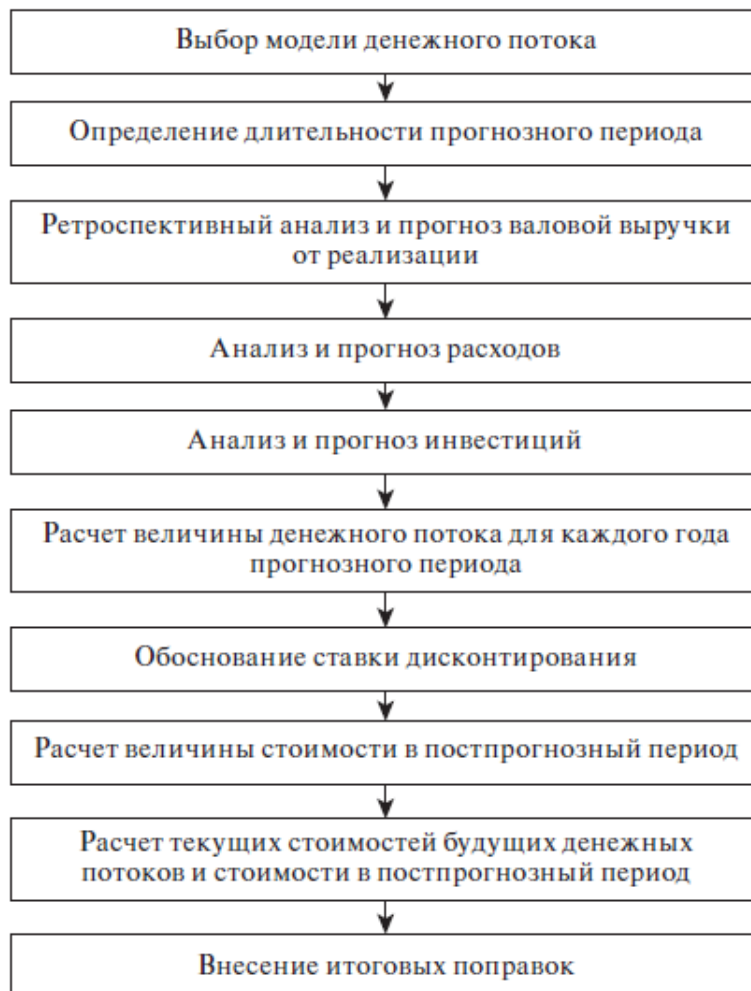 Выбор модели денежного потока
Определение длительности прогнозного периода
Ретроспективный анализ и прогноз валовой выручки
от реализации
Анализ и прогноз расходов
Анализ и прогноз инвестиций
Расчет величины денежного потока для каждого года
прогнозного периода
Обоснование ставки дисконтирования
Расчет величины стоимости в постпрогнозный период
Расчет текущих стоимостей будущих денежных
потоков и стоимости в постпрогнозный период
Внесение итоговых поправок